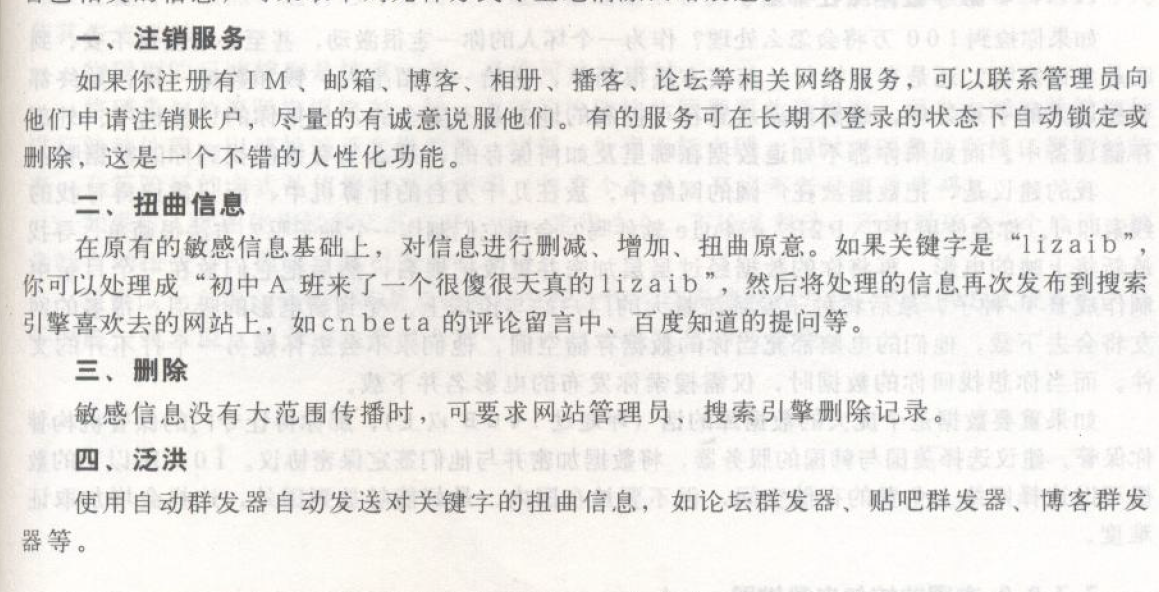 一、注销服务
如果你注册有 IM、邮箱、博客、相册、播客、论坛等相关网络服务，可以联系管理员向
他们申请注销账户，尽量的有诚意说服他们。有的服务可在长期不登录的状态下自动锁定或
删除，这是一个不错的人性化功能。
二、扭曲信息
在原有的敏感信息基础上，对信息进行删减、增加、扭曲原意。如果关键字是“lizaib”，
你可以处理成“初中 A 班来了一个很傻很天真的lizaib”，然后将处理的信息再次发布到搜索
引擎喜欢去的网站上，如cnbeta 的评论留言中、百度知道的提问等。
三、删除
敏感信息没有大范围传播时，可要求网站管理员，搜索引擎删除记录。
四、泛洪
使用自动群发器自动发送对关键字的扭曲信息，如论坛群发器、贴吧群发器、博客群发
器等。